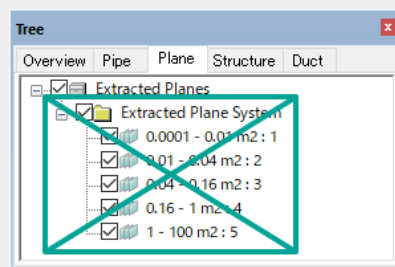 Tree
Overview Pipe Plane Structure Duct
Extracted Planes
Extracted Plane System
0.0001 - 0.01 m2 : 1
0.01 - 0.04 m2 : 2
0.04 - 0.16 m2 : 3
0.16 - 1 m2 : 4
1 - 100 m2 : 5